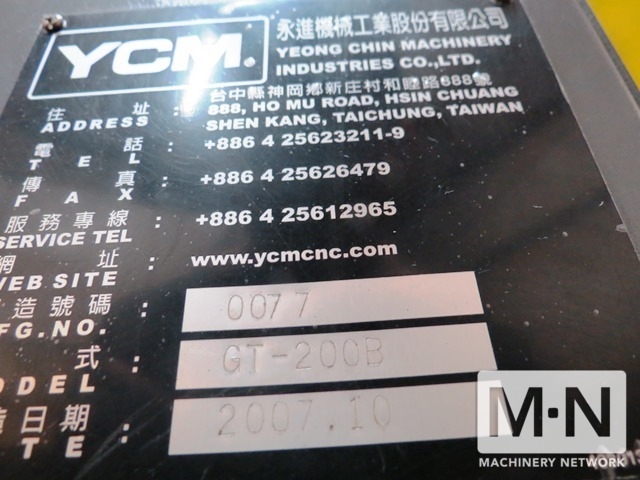 YCM® 永進機械工業股份有限公司
YEONG CHIN MACHINERY
INDUSTRIES CO.,LTD.
住 址 : 台中縣神岡鄉新庄村和睦路888號
ADDRESS 888, HO MU ROAD, HSIN CHUANG
SHEN KANG, TAICHUNG, TAIWAN
電 話 : +886 4 25623211-9
TEL
傳 真 : +886 4 25626479
FAX
服務專線 : +886 4 25612965
SERVICE TEL
網 址 : www.ycmcnc.com
WEB SITE
造號碼 : 0077
FG.NO.
式 : GT-200B
ODEL
造日期 : 2007.10
TE
M·N
MACHINERY NETWORK